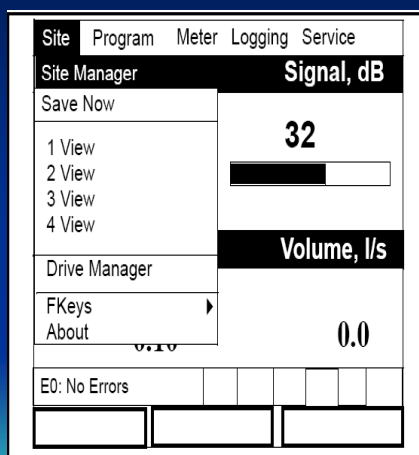 Site Program Meter Logging Service
Site Manager
Signal, dB
Save Now
32
1 View
2 View
3 View
4 View
Volume, l/s
Drive Manager
FKeys
About
0.0
E0: No Errors